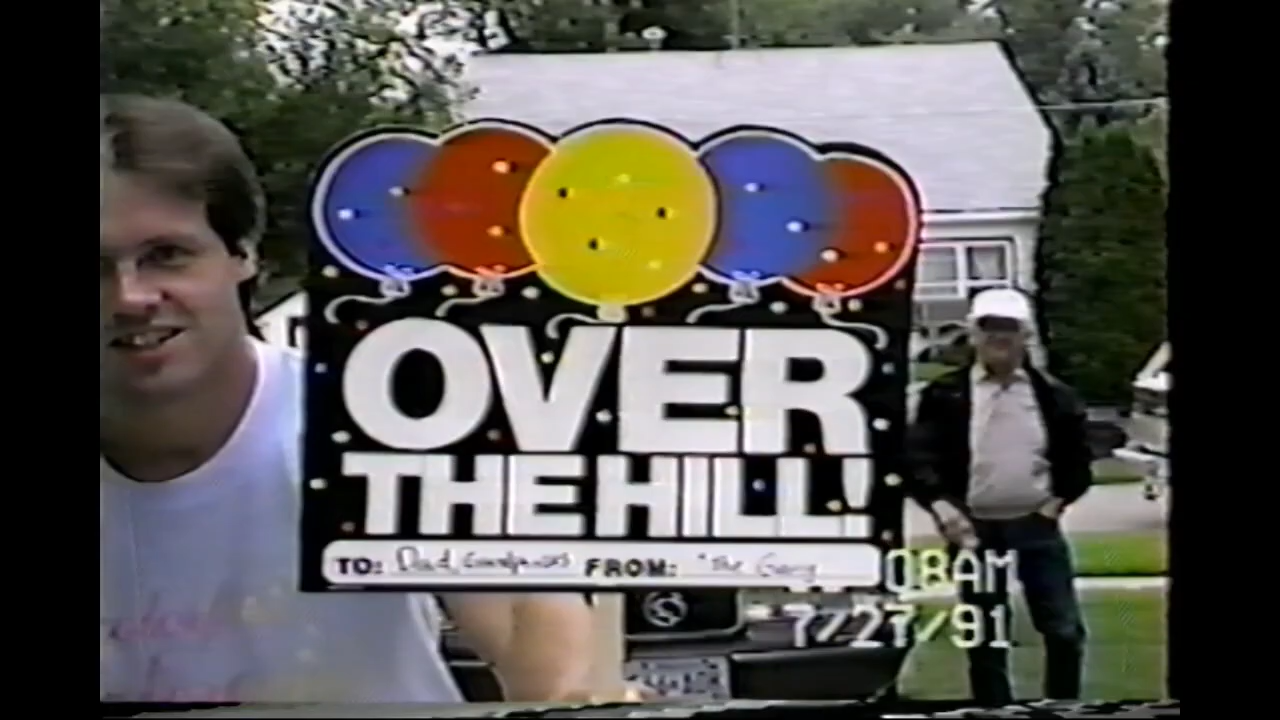 OVER
THE HILL!
TO: Dad, Grandpa FROM: "The Gang
08AM
7/27/91